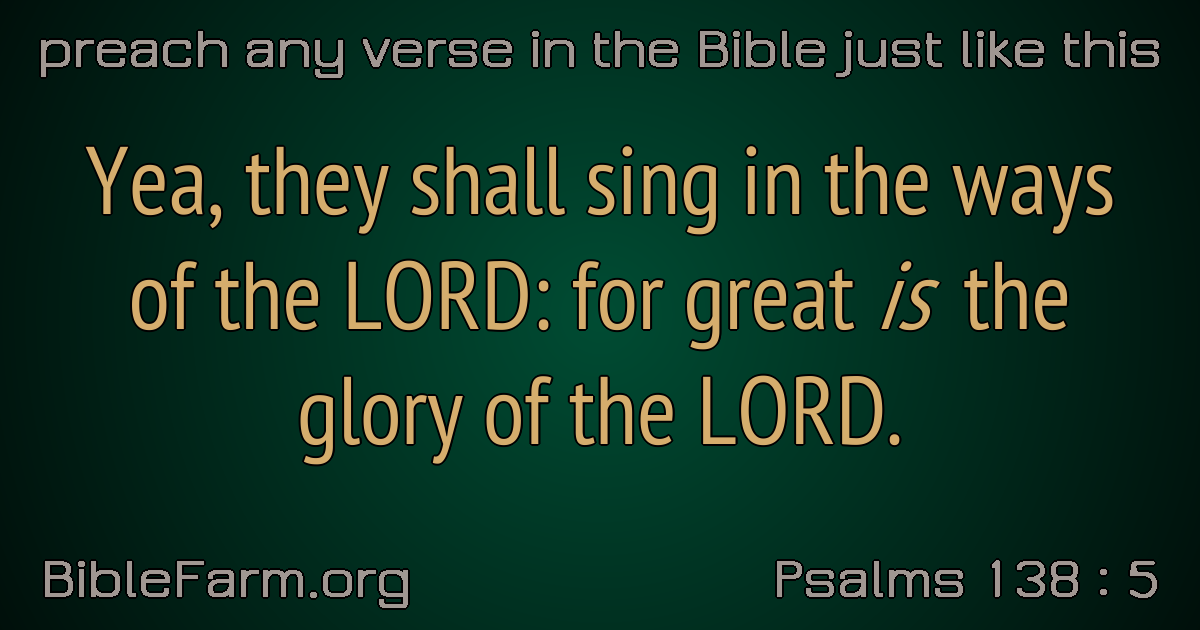 preach any verse in the Bible just like this
Yea, they shall sing in the ways
of the LORD: for great is the
glory of the LORD.
BibleFarm.org
Psalms 138 : 5